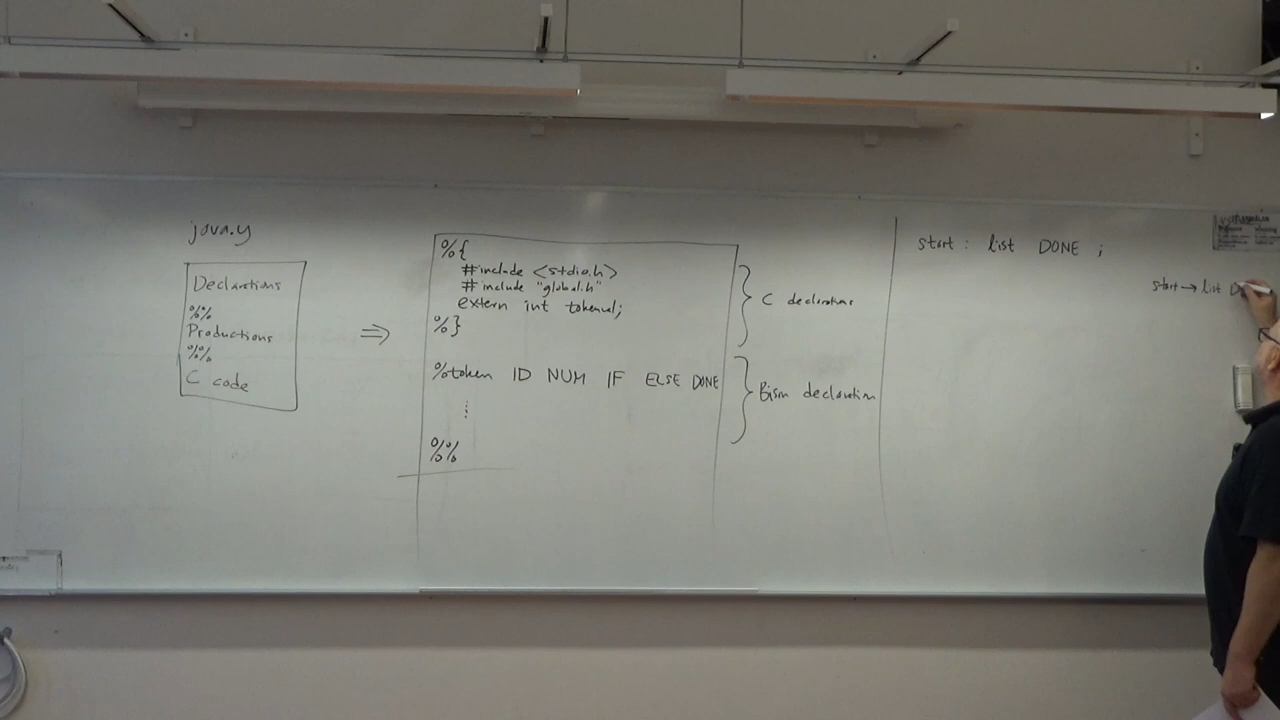 java.y
Declarations
%%
Productions
%%
C code
⇒
%{
#include <stdio.h>
#include "global.h"
extern int tokenval;
%}
C declarations
%token ID NUM IF ELSE DONE
⋮
Bison declaration
%%
start : list DONE ;
start → list D